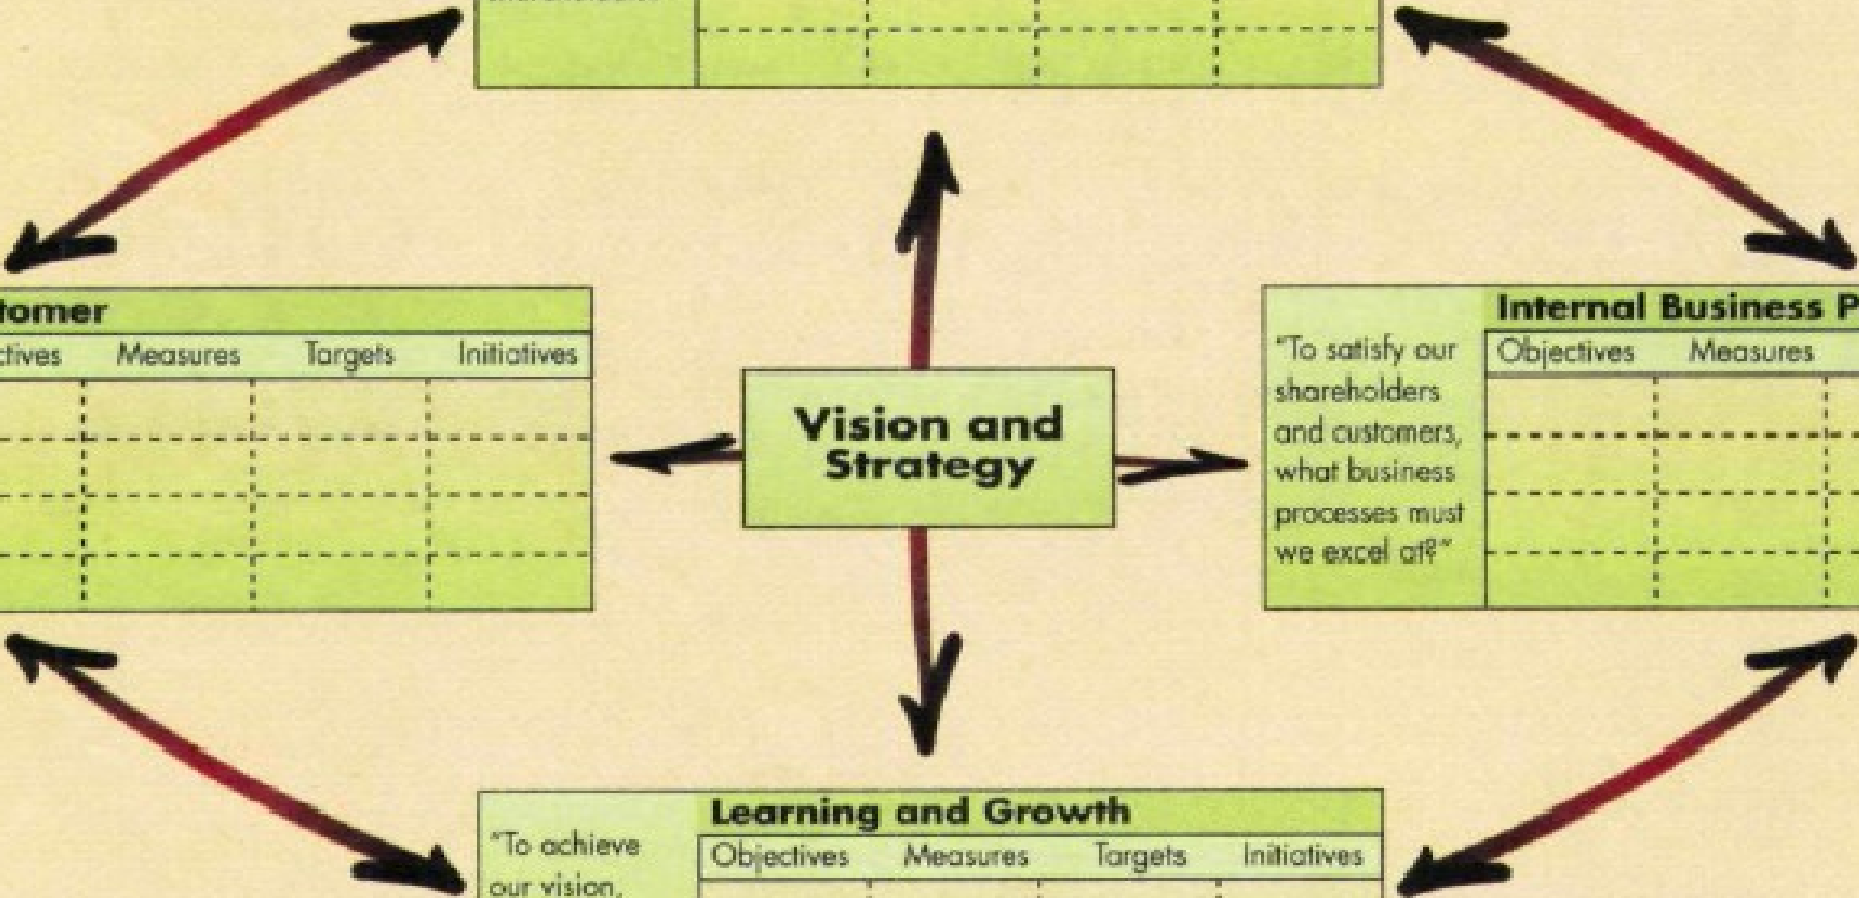 tomer
ctives Measures Targets Initiatives
Vision and
Strategy
Internal Business P
"To satisfy our
shareholders
and customers,
what business
processes must
we excel at?"
Objectives Measures
Learning and Growth
"To achieve
our vision,
Objectives Measures Targets Initiatives